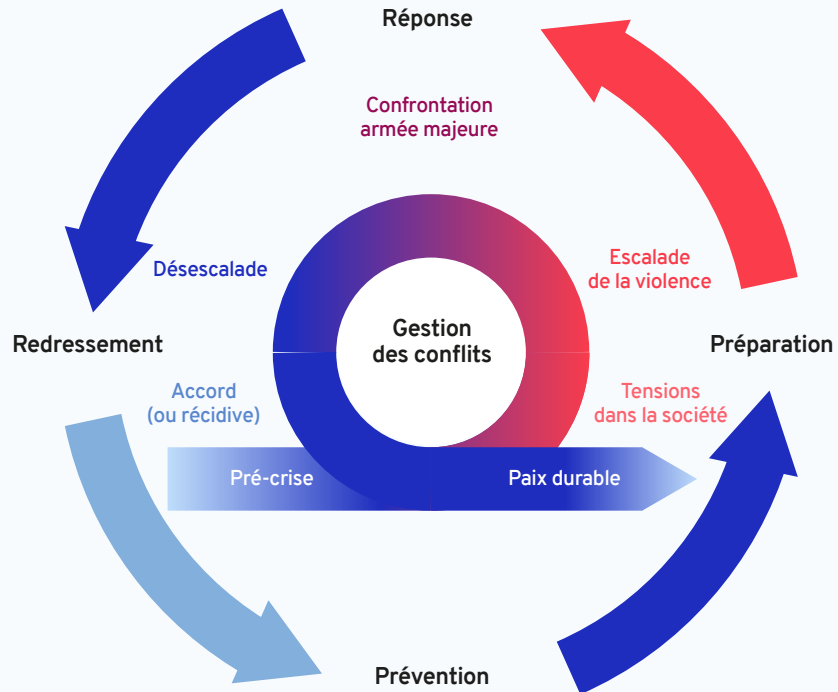 Réponse
Confrontation
armée majeure
Désescalade
Escalade
de la violence
Gestion
des conflits
Redressement
Préparation
Accord
(ou récidive)
Tensions
dans la société
Pré-crise
Paix durable
Prévention